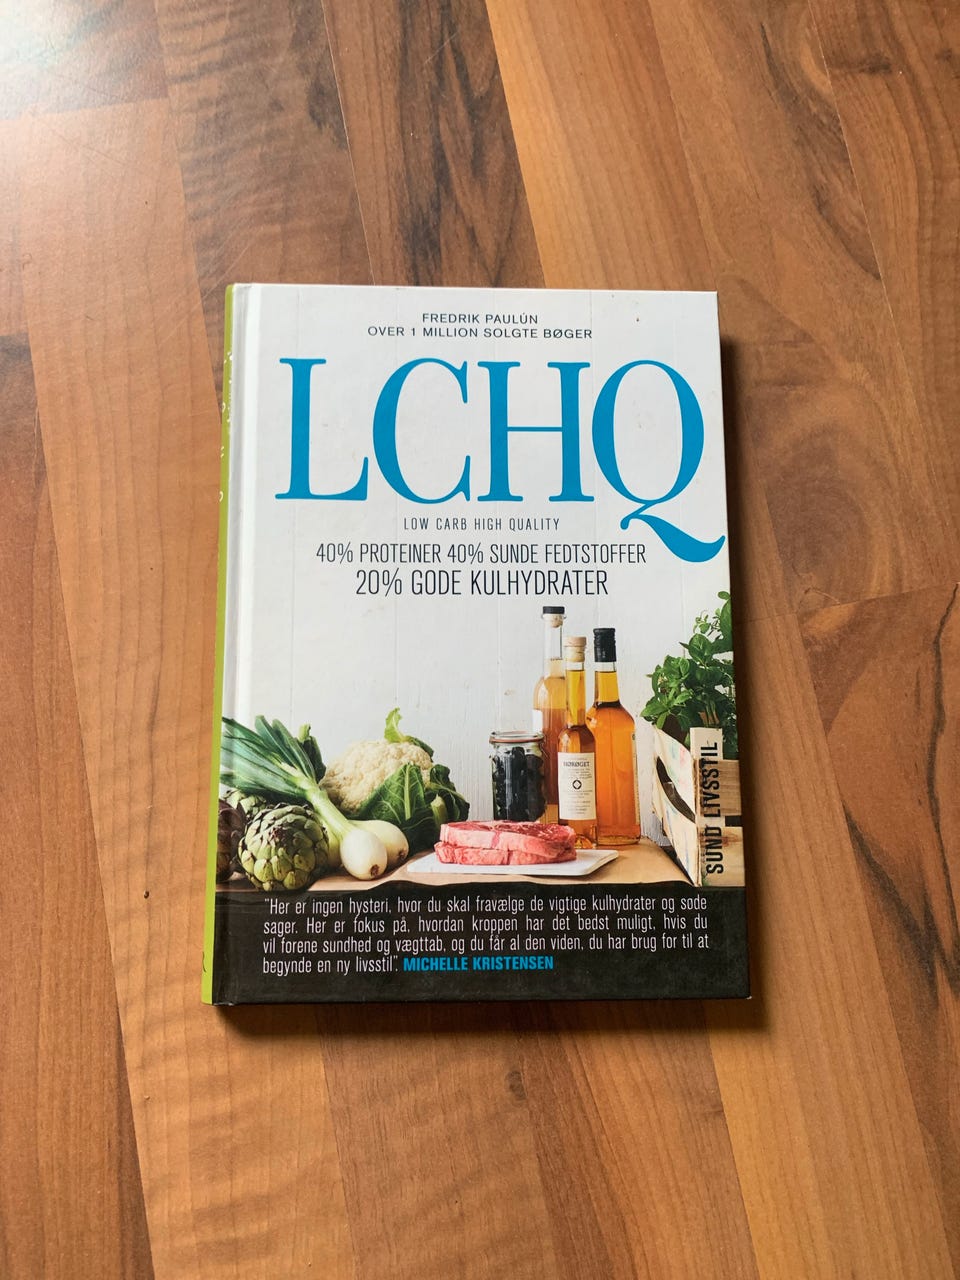 FREDRIK PAULÚN
OVER 1 MILLION SOLGTE BØGER
LCHQ
LOW CARB HIGH QUALITY
40% PROTEINER 40% SUNDE FEDTSTOFFER
20% GODE KULHYDRATER
SUND LIVSSTIL
"Her er ingen hysteri, hvor du skal fravælge de vigtige kulhydrater og søde
sager. Her er fokus på, hvordan kroppen har det bedst muligt, hvis du
vil forene sundhed og vægttab, og du får al den viden, du har brug for til at
begynde en ny livsstil". MICHELLE KRISTENSEN